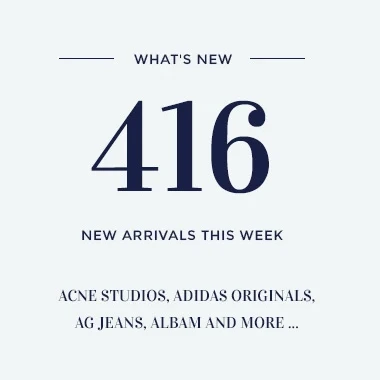 WHAT'S NEW
416
NEW ARRIVALS THIS WEEK
ACNE STUDIOS, ADIDAS ORIGINALS,
AG JEANS, ALBAM AND MORE ...